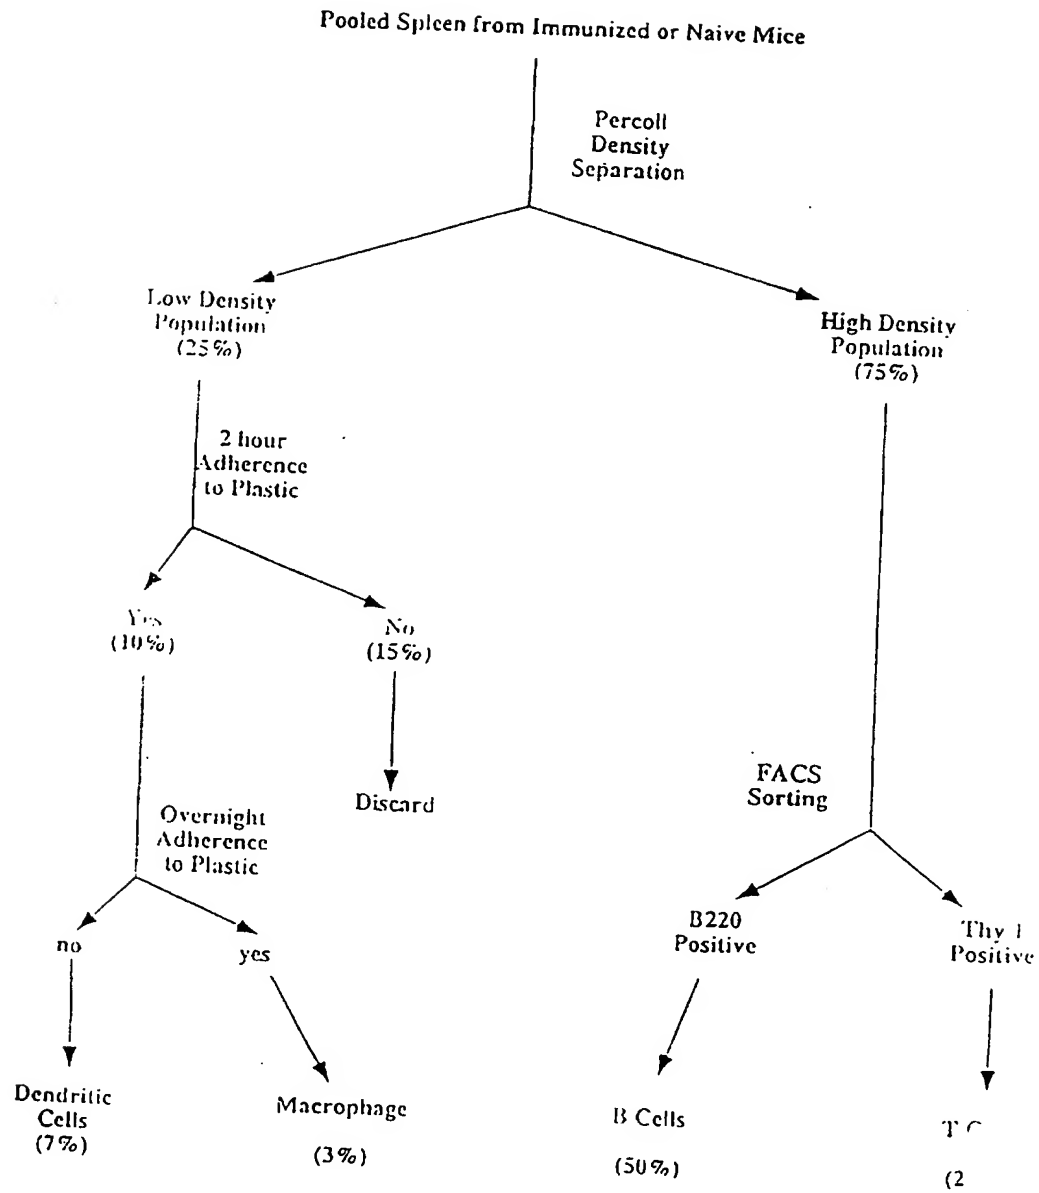 Pooled Spleen from Immunized or Naive Mice
Percoll
Density
Separation
Low Density
Population
(25%)
High Density
Population
(75%)
2 hour
Adherence
to Plastic
Yes
(10%)
No
(15%)
Discard
FACS
Sorting
Overnight
Adherence
to Plastic
no
yes
B220
Positive
Thy 1
Positive
Dendritic
Cells
(7%)
Macrophage
(3%)
B Cells
(50%)
T C
(2